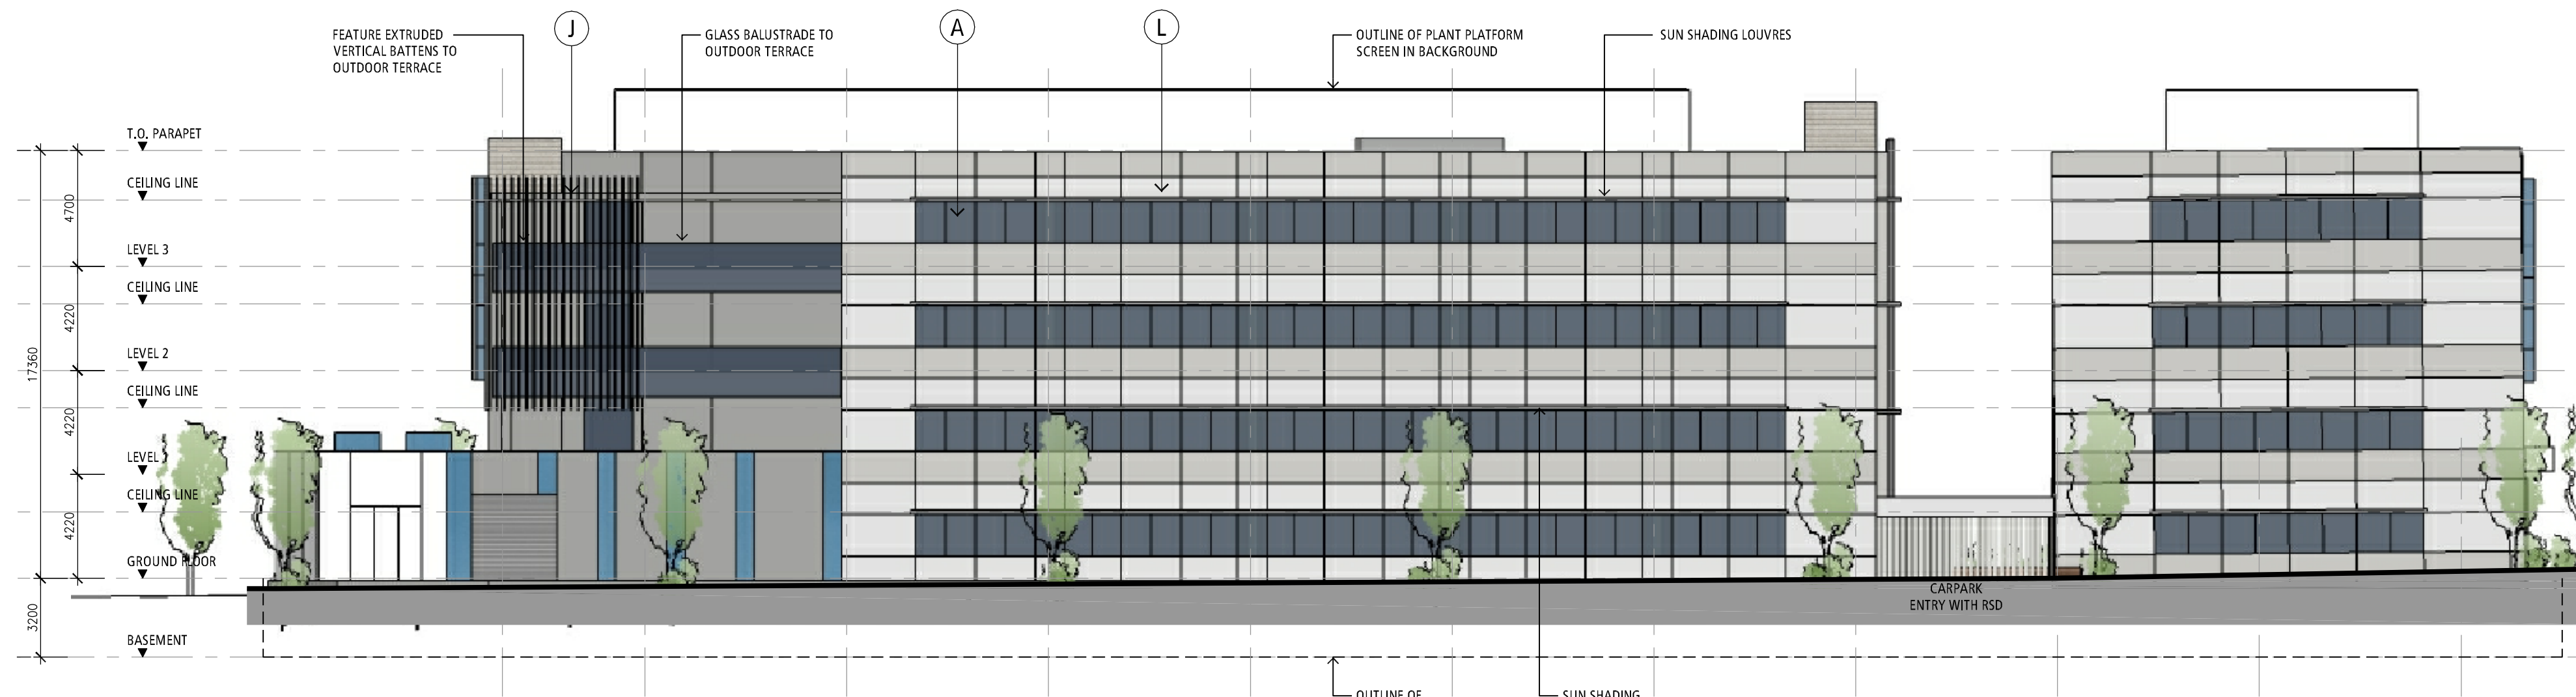 J
A
L
FEATURE EXTRUDED
VERTICAL BATTENS TO
OUTDOOR TERRACE
GLASS BALUSTRADE TO
OUTDOOR TERRACE
OUTLINE OF PLANT PLATFORM
SCREEN IN BACKGROUND
SUN SHADING LOUVRES
T.O. PARAPET
CEILING LINE
4700
LEVEL 3
CEILING LINE
4220
LEVEL 2
17360
CEILING LINE
4220
LEVEL
CEILING LINE
4220
GROUND FLOOR
CARPARK
ENTRY WITH RSD
3200
BASEMENT
OUTLINE OF
SUN SHADING